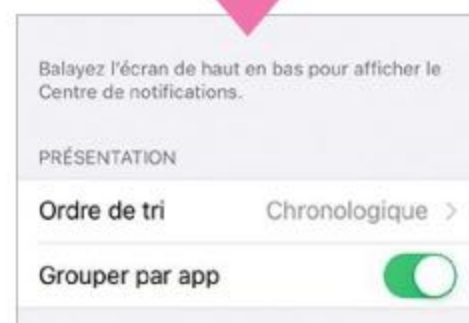 Balayez l'écran de haut en bas pour afficher le
Centre de notifications.
PRÉSENTATION
Ordre de tri Chronologique >
Grouper par app